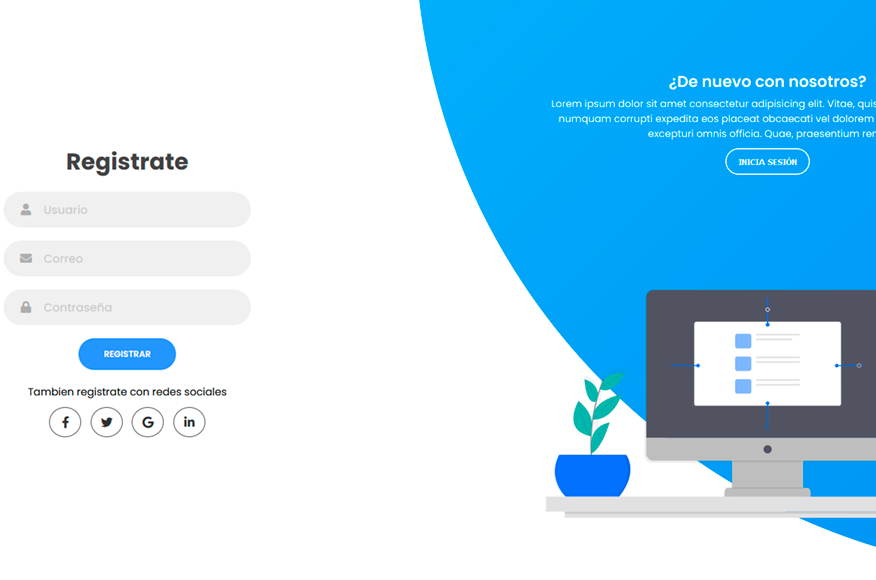 Registrate
Usuario
Correo
Contraseña
REGISTRAR
Tambien registrate con redes sociales
¿De nuevo con nosotros?
Lorem ipsum dolor sit amet consectetur adipisicing elit. Vitae, quis
numquam corrupti expedita eos placeat obcaecati vel dolorem
excepturi omnis officia. Quae, praesentium
INICIA SESIÓN